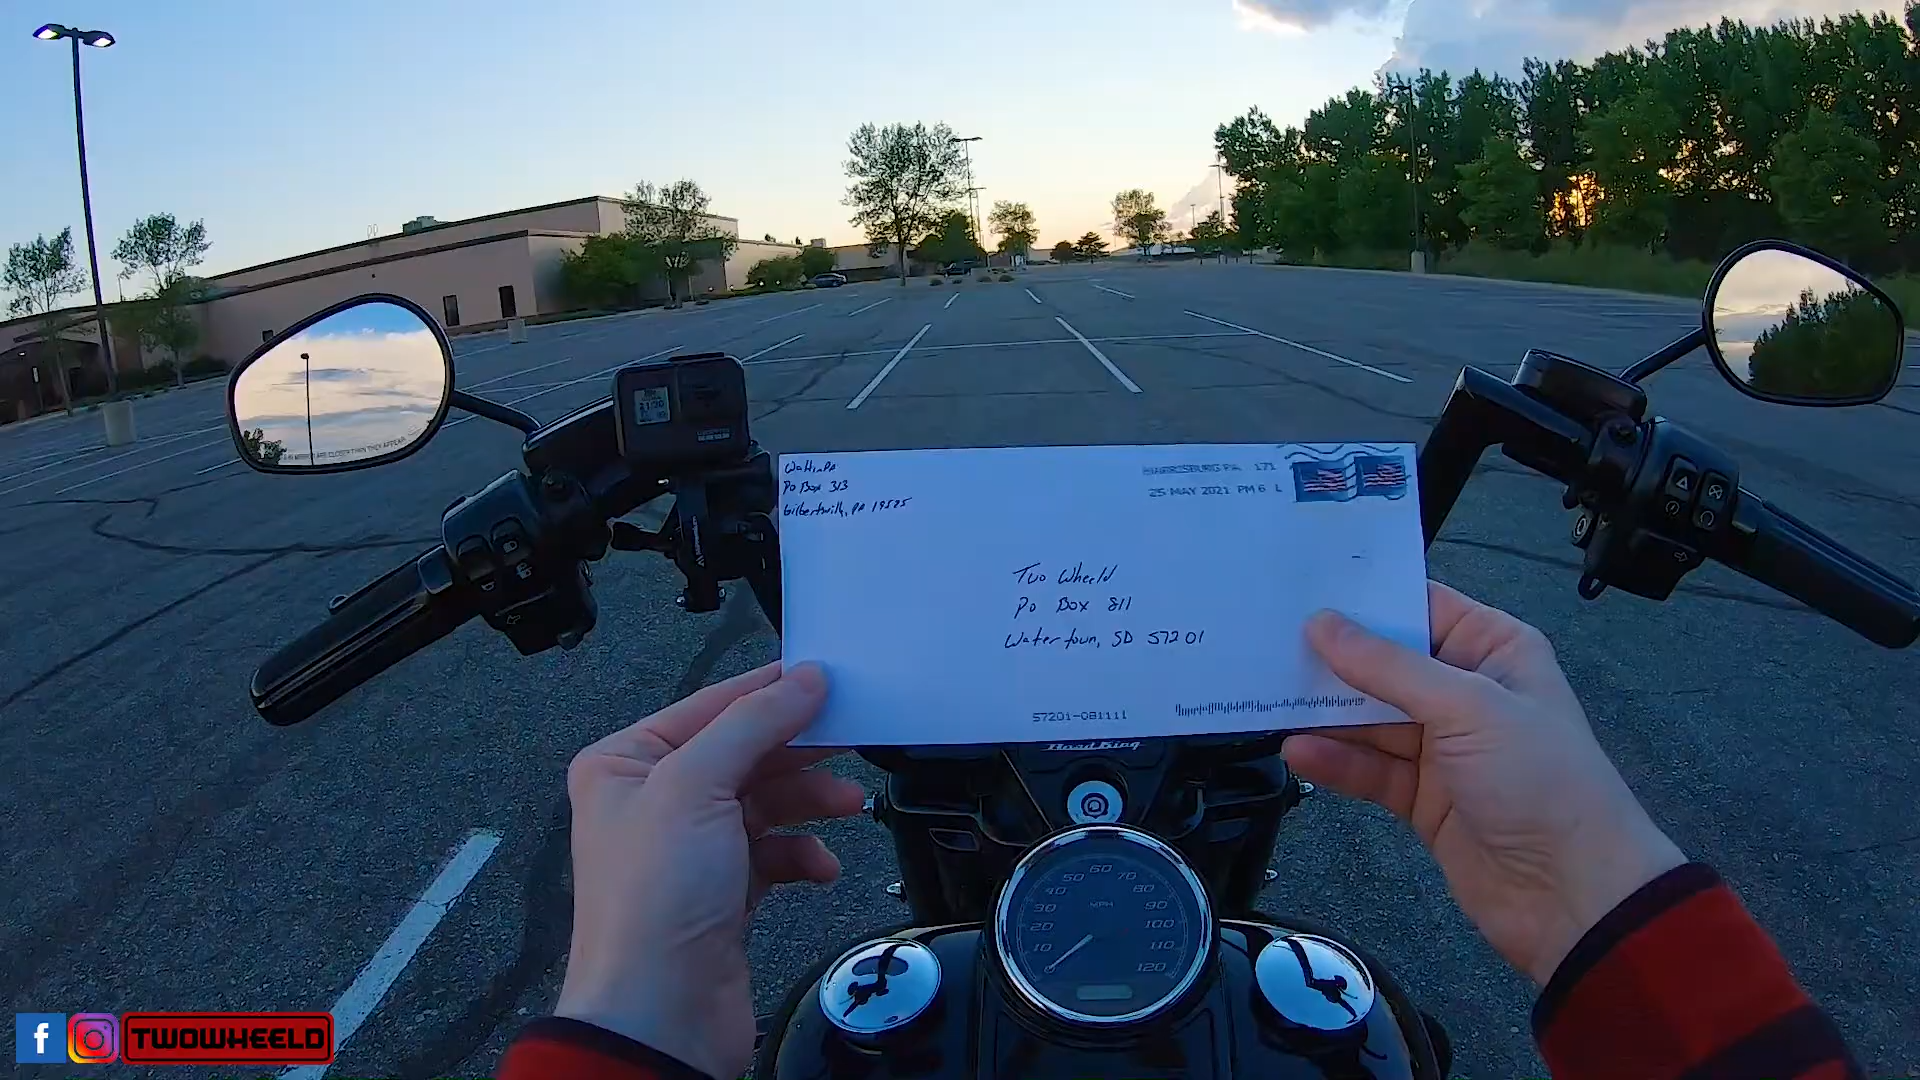 PO Box 313
Gilbertsville, PA 19525
HARRISBURG PA 171
25 MAY 2021 PM 6 L
Two Wheeld
PO Box 811
Watertown, SD 57201
57201-081111
Road King
10 20 30 40 50 60 70 80 90 100 110 120
MPH
TWOWHEELD